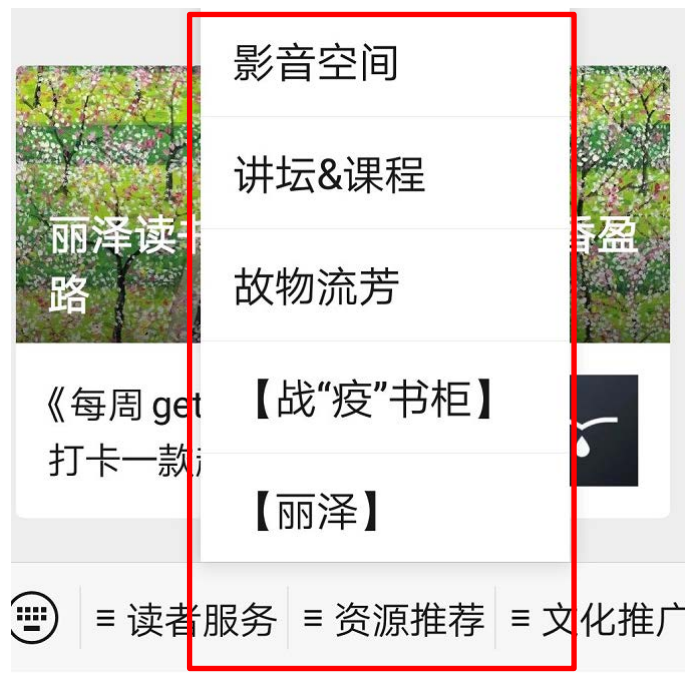 影音空间
讲坛&课程
故物流芳
【战“疫”书柜】
【丽泽】
丽泽读书
香盈
路
《每周 get
打卡一款
≡ 读者服务
≡ 资源推荐
≡ 文化推广